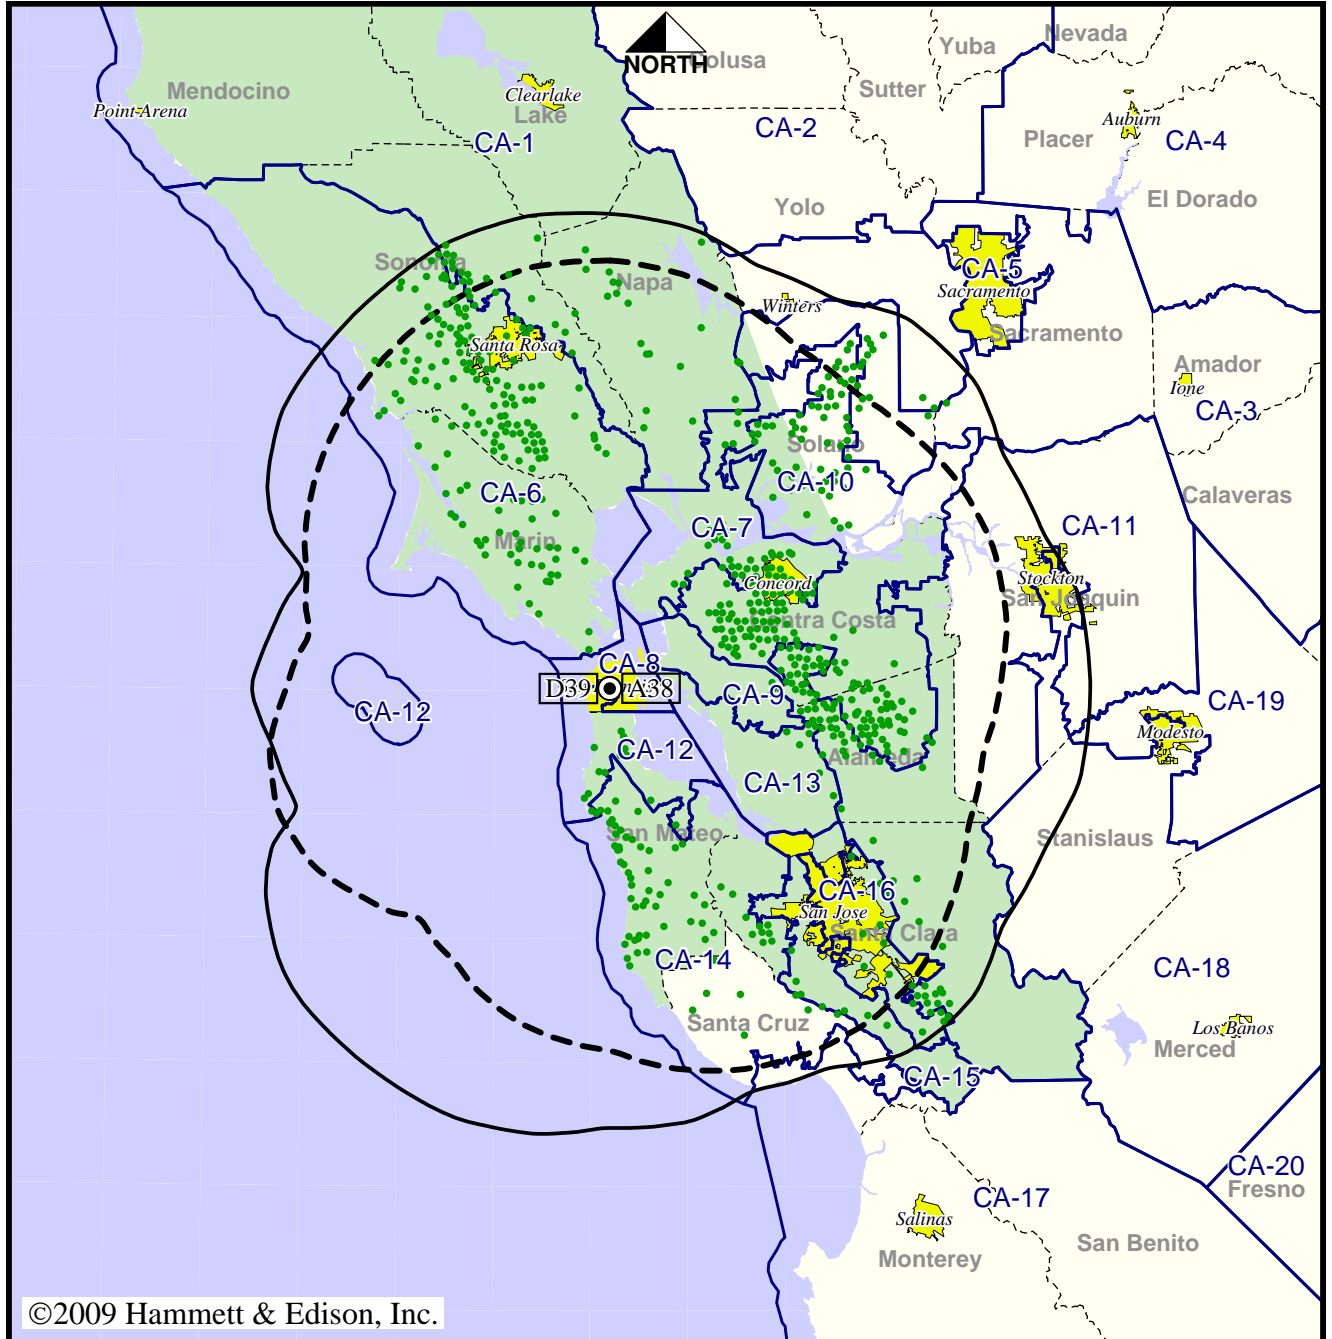 NORTH
Colusa
Yuba
Nevada
Sutter
Mendocino
Point Arena
Clearlake
Lake
CA-1
CA-2
Placer
Auburn
CA-4
El Dorado
Yolo
Sonoma
Napa
Winters
CA-5
Sacramento
Sacramento
Santa Rosa
Amador
Ione
CA-3
Solano
CA-10
CA-6
Marin
CA-7
Calaveras
CA-11
Stockton
San Joaquin
Concord
Contra Costa
CA-8
D39
A38
CA-9
CA-12
CA-12
CA-13
Alameda
CA-19
Modesto
San Mateo
Stanislaus
CA-16
San Jose
Santa Clara
CA-14
CA-18
Santa Cruz
Los Banos
Merced
CA-15
CA-20
Fresno
CA-17
Salinas
Monterey
San Benito
©2009 Hammett & Edison, Inc.